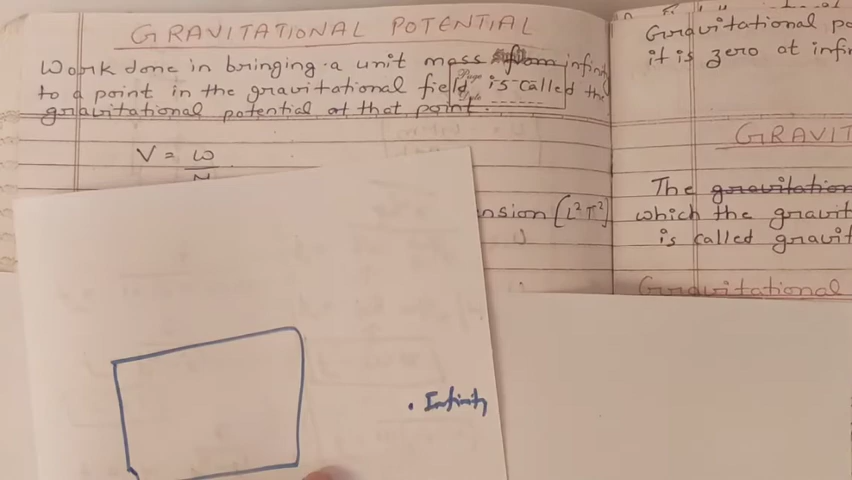 GRAVITATIONAL POTENTIAL
Work done in bringing a unit mass from infinity
to a point in the gravitational field, is called the
gravitational potential at that point.
V = W
M
nsion [L² T²]
Infinity
Gravitational po
it is zero at infin
GRAVIT
The gravitation
which the gravit
is called gravit
Gravitational